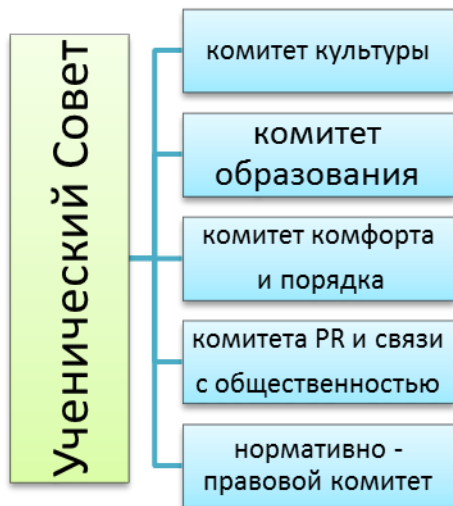 Ученический Совет
комитет культуры
комитет
образования
комитет комфорта
и порядка
комитета PR и связи
с общественностью
нормативно -
правовой комитет